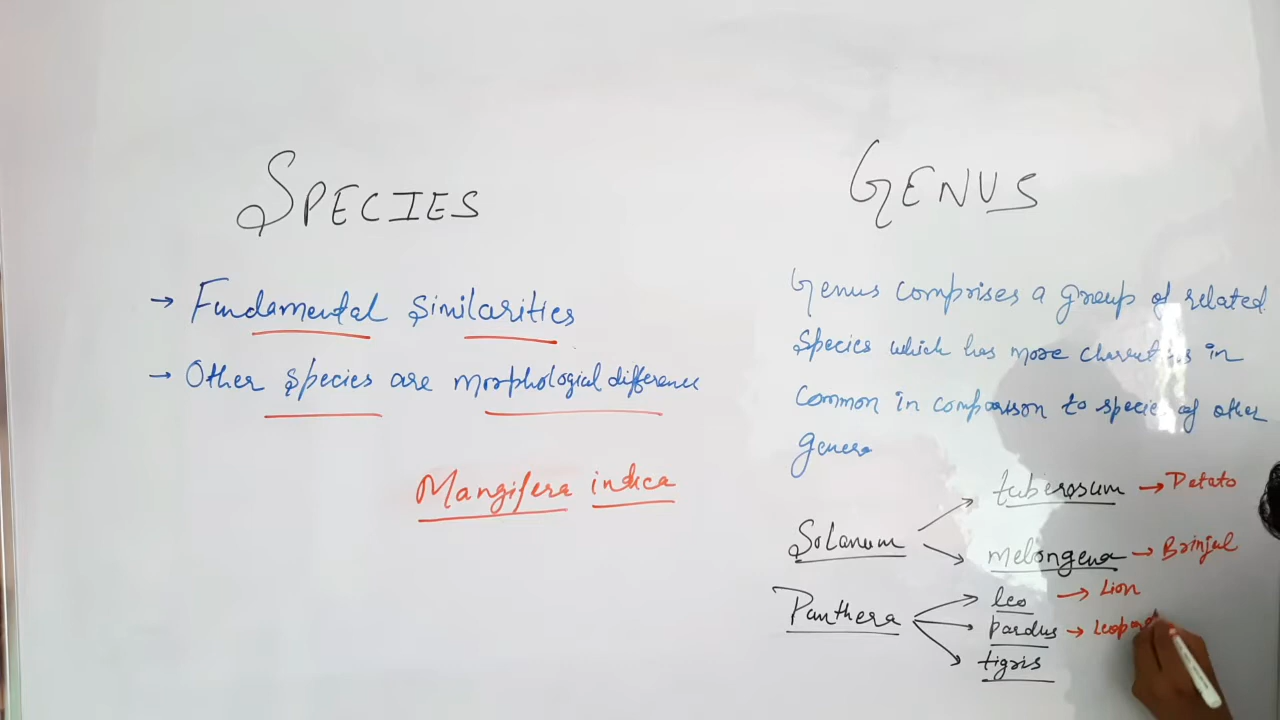 SPECIES
→ Fundamental similarities
→ Other species are morphological difference
Mangifera indica
GENUS
Genus comprises a group of related
species which has more in
common in comparison to species of other
genera
Solanum
tuberosum → Potato
melongena → Brinjal
Panthera
leo → Lion
pardus → Leopard
tigris